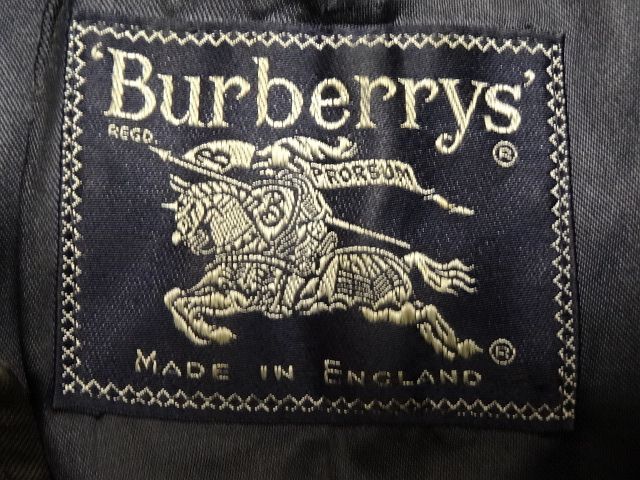 'Burberrys'
REGD.
®
PRORSUM
B
®
MADE IN ENGLAND